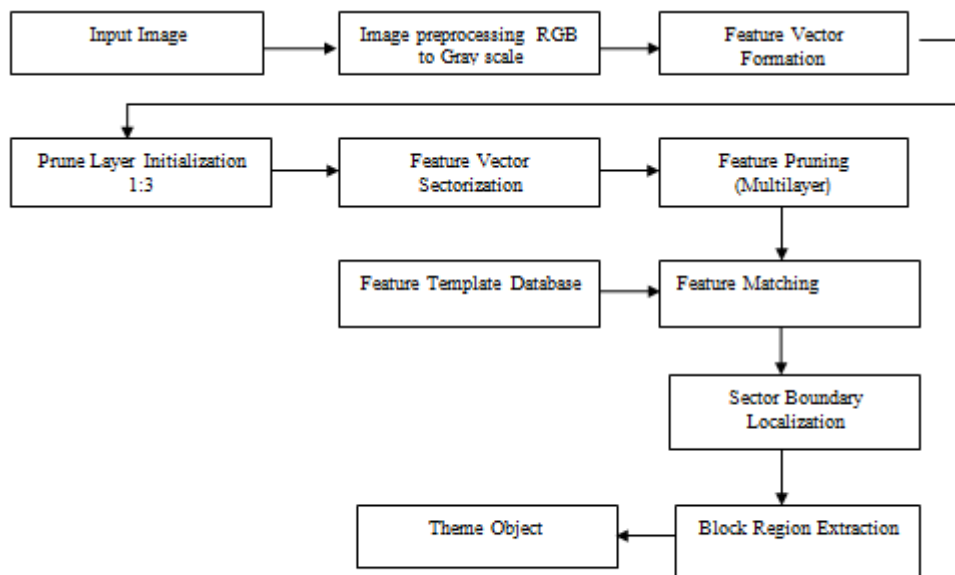 Input Image
Image preprocessing RGB
to Gray scale
Feature Vector
Formation
Prune Layer Initialization
1:3
Feature Vector
Sectorization
Feature Pruning
(Multilayer)
Feature Template Database
Feature Matching
Sector Boundary
Localization
Theme Object
Block Region Extraction